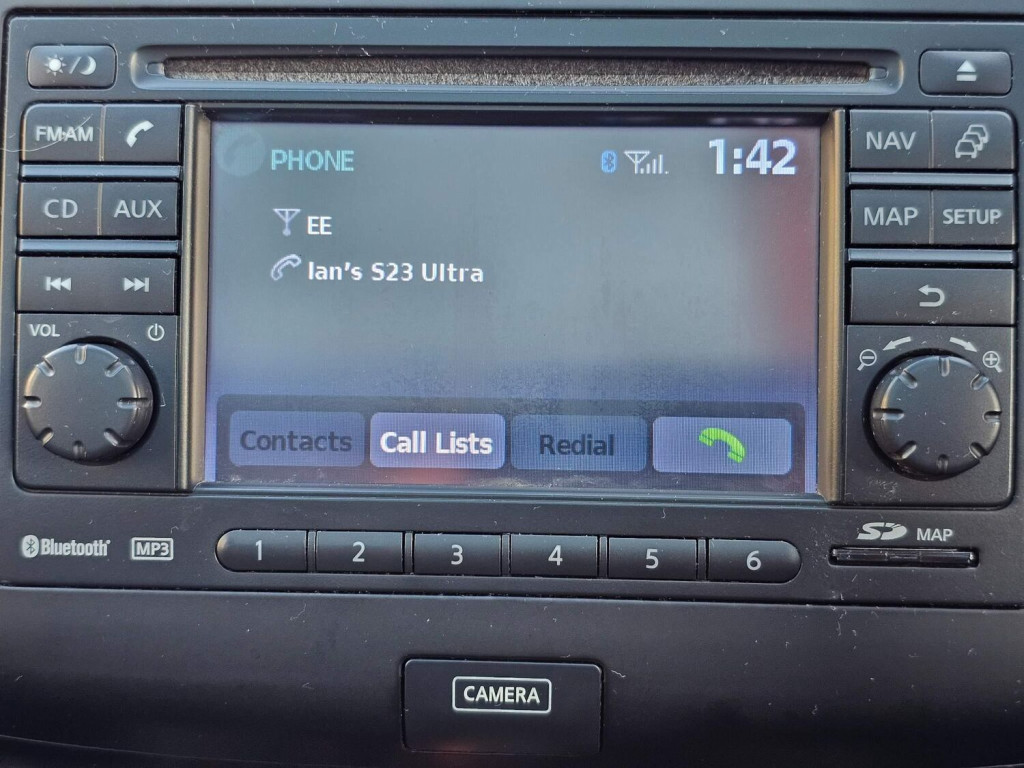 FM·AM
CD AUX
VOL
PHONE 1:42
EE
Ian's S23 Ultra
Contacts Call Lists Redial
NAV
MAP SETUP
Bluetooth MP3 1 2 3 4 5 6 SD MAP
CAMERA